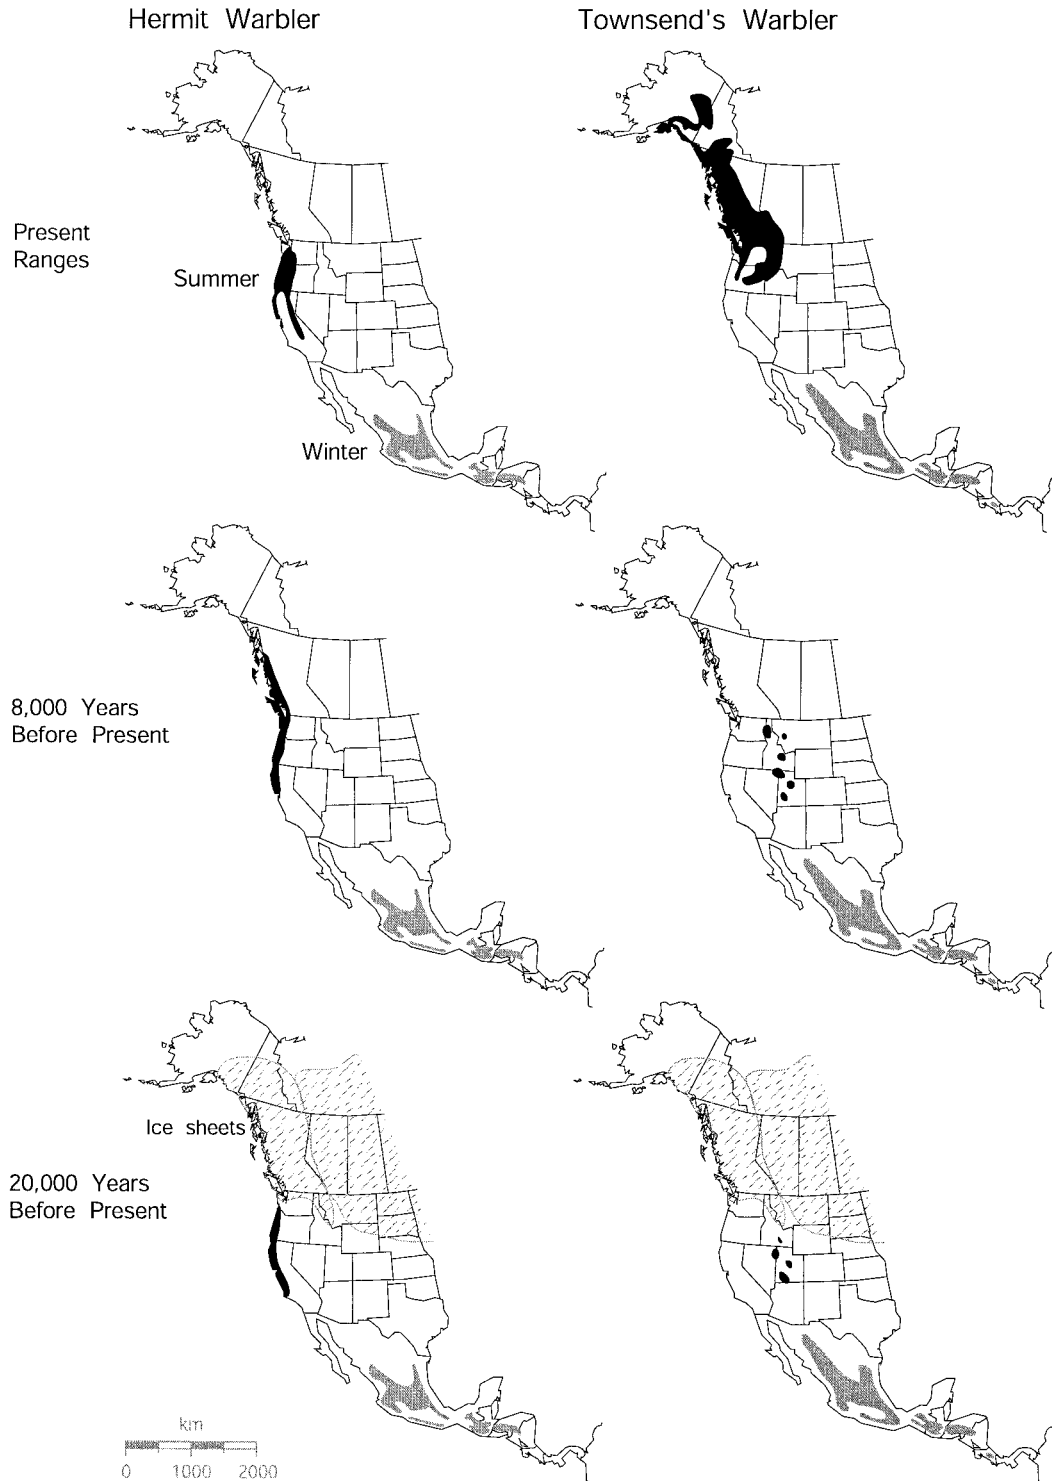 Hermit Warbler
Townsend's Warbler
Present
Ranges
Summer
Winter
8,000 Years
Before Present
Ice sheets
20,000 Years
Before Present
km
0 1000 2000